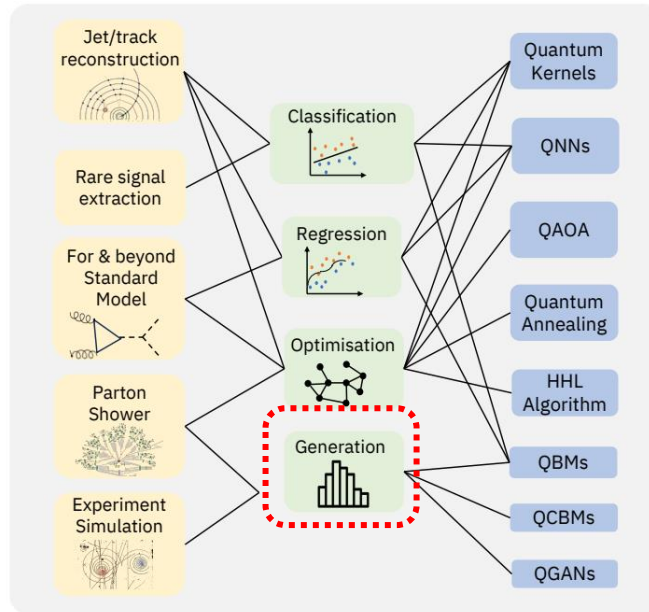 Jet/track
reconstruction
Rare signal
extraction
For & beyond
Standard
Model
Parton
Shower
Experiment
Simulation
Classification
Regression
Optimisation
Generation
Quantum
Kernels
QNNs
QAOA
Quantum
Annealing
HHL
Algorithm
QBMs
QCBMs
QGANs